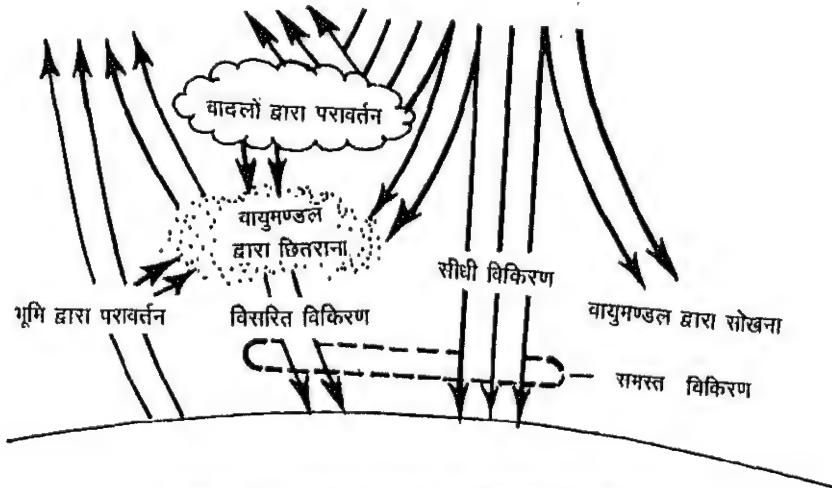 बादलों द्वारा परावर्तन
वायुमण्डल
द्वारा छितराना
सीधी विकिरण
भूमि द्वारा परावर्तन
विसरित विकिरण
वायुमण्डल द्वारा सोखना
समस्त विकिरण